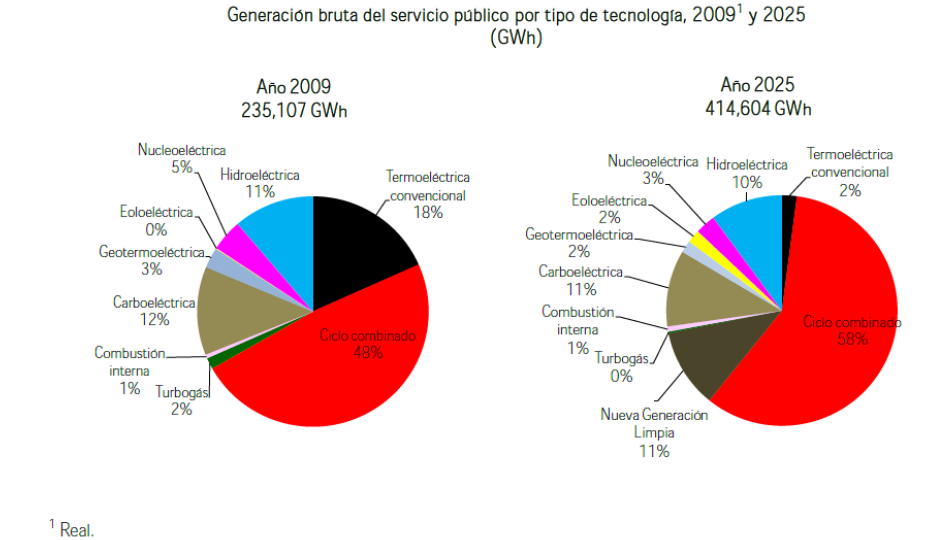 Generación bruta del servicio público por tipo de tecnología, 2009¹ y 2025
(GWh)
Año 2009
235,107 GWh
Nucleoeléctrica
5%
Hidroeléctrica
11%
Termoeléctrica
convencional
18%
Eoloeléctrica
0%
Geotermoeléctrica
3%
Carboeléctrica
12%
Ciclo combinado
48%
Combustión
interna
1%
Turbogás
2%
Año 2025
414,604 GWh
Nucleoeléctrica
3%
Hidroeléctrica
10%
Termoeléctrica
convencional
2%
Eoloeléctrica
2%
Geotermoeléctrica
2%
Carboeléctrica
11%
Combustión
interna
1%
Ciclo combinado
58%
Turbogás
0%
Nueva Generación
Limpia
11%
¹ Real.